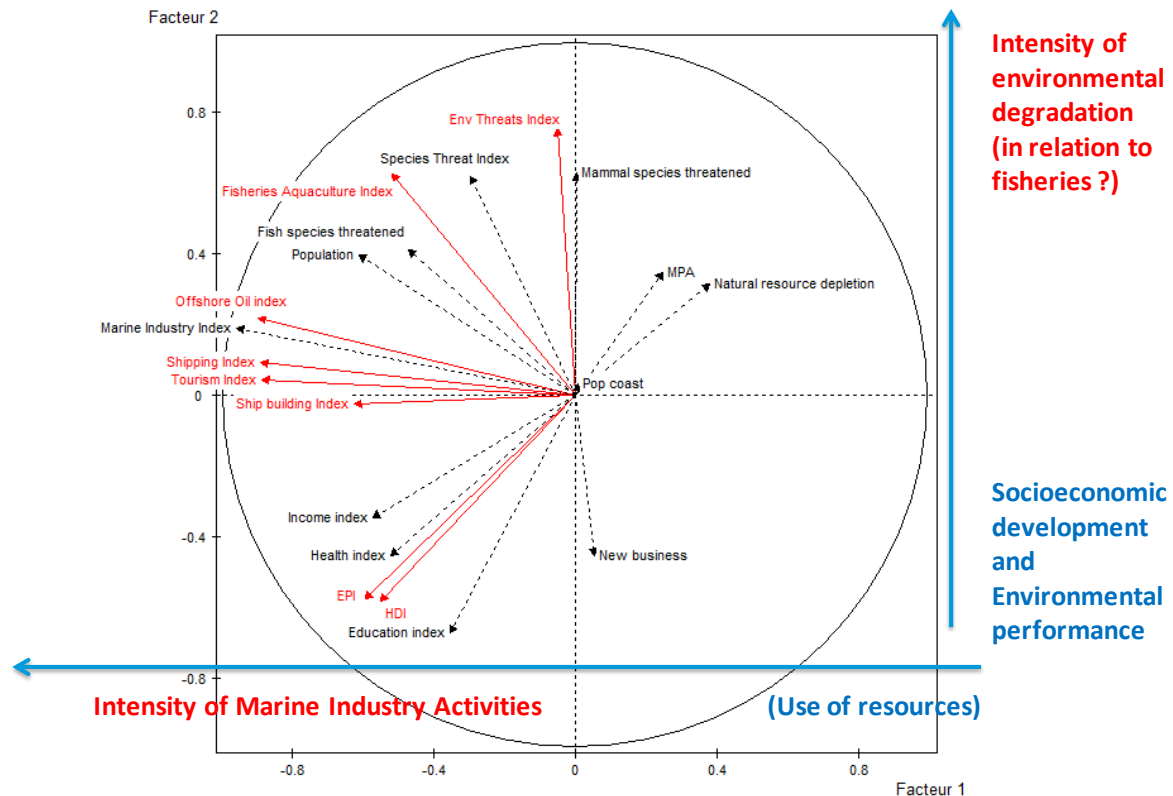 Facteur 2
Intensity of
environmental
degradation
(in relation to
fisheries ?)
0.8
Env Threats Index
Species Threat Index
Mammal species threatened
Fisheries Aquaculture Index
Fish species threatened
0.4
Population
MPA
Natural resource depletion
Offshore Oil index
Marine Industry Index
Shipping Index
Tourism Index
Pop coast
0
Ship building Index
Socioeconomic
development
and
Environmental
performance
Income index
-0.4
Health index
New business
EPI
HDI
Education index
-0.8
Intensity of Marine Industry Activities
(Use of resources)
-0.8
-0.4
0
0.4
0.8
Facteur 1